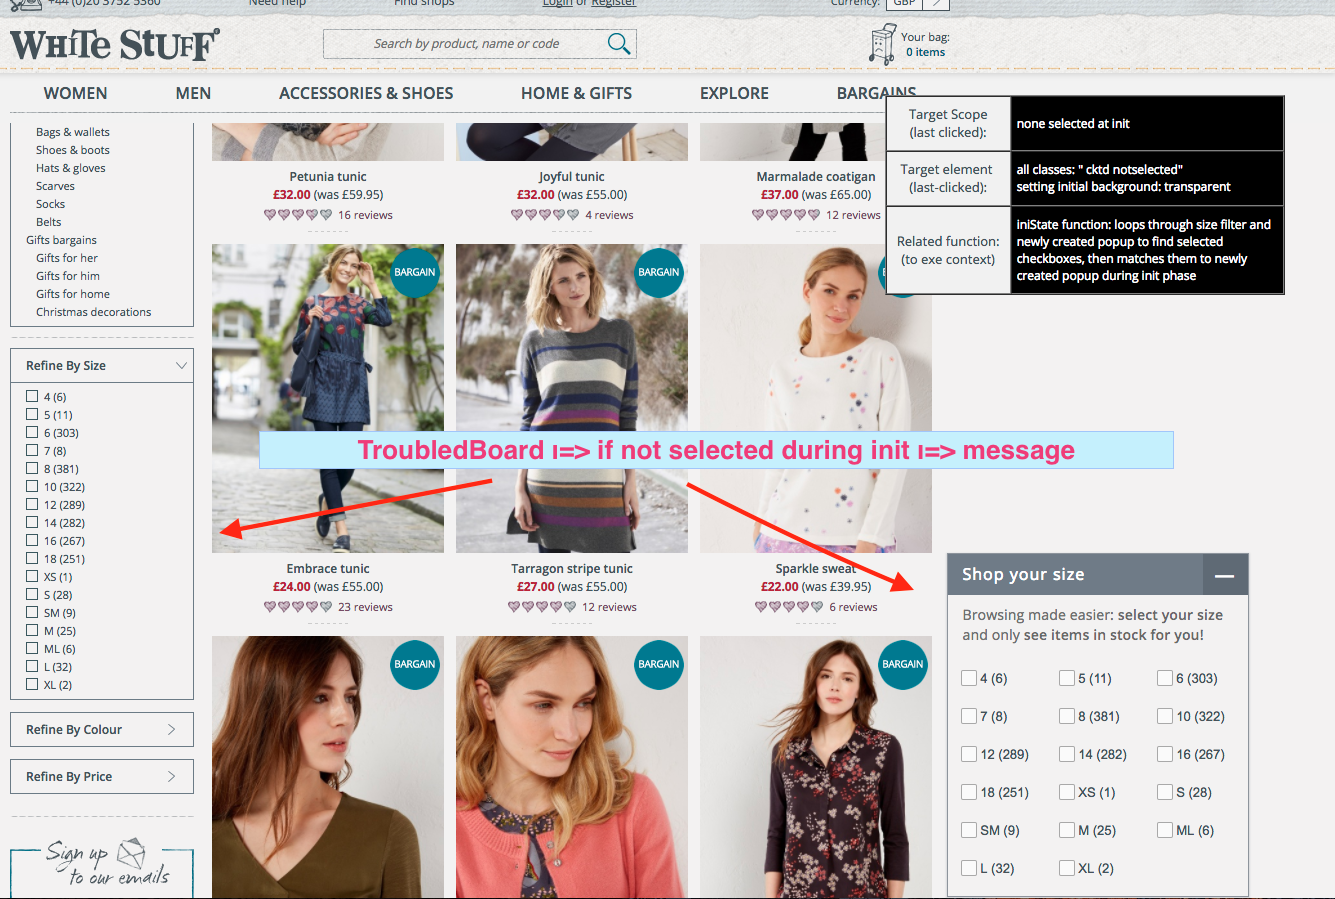 +44 (0)20 3752 5360
Need help
Find shops
Login or Register
Currency: GBP
WHITE STUFF
Search by product, name or code
Your bag:
0 items
WOMEN
MEN
ACCESSORIES & SHOES
HOME & GIFTS
EXPLORE
BARGAINS
Target Scope
(last clicked):
none selected at init
Target element
(last-clicked):
all classes: " cktd notselected"
setting initial background: transparent
Related function:
(to exe context)
iniState function: loops through size filter and
newly created popup to find selected
checkboxes, then matches them to newly
created popup during init phase
Bags & wallets
Shoes & boots
Hats & gloves
Scarves
Socks
Belts
Gifts bargains
Gifts for her
Gifts for him
Gifts for home
Christmas decorations
Refine By Size
4 (6)
5 (11)
6 (303)
7 (8)
8 (381)
10 (322)
12 (289)
14 (282)
16 (267)
18 (251)
XS (1)
S (28)
SM (9)
M (25)
ML (6)
L (32)
XL (2)
Refine By Colour
Refine By Price
Sign up
to our emails
Petunia tunic
£32.00 (was £59.95)
16 reviews
Joyful tunic
£32.00 (was £55.00)
4 reviews
Marmalade coatigan
£37.00 (was £65.00)
12 reviews
BARGAIN
BARGAIN
TroubledBoard ı=> if not selected during init ı=> message
Embrace tunic
£24.00 (was £55.00)
23 reviews
Tarragon stripe tunic
£27.00 (was £55.00)
12 reviews
Sparkle sweat
£22.00 (was £39.95)
6 reviews
BARGAIN
BARGAIN
BARGAIN
Shop your size
Browsing made easier: select your size
and only see items in stock for you!
4 (6)
5 (11)
6 (303)
7 (8)
8 (381)
10 (322)
12 (289)
14 (282)
16 (267)
18 (251)
XS (1)
S (28)
SM (9)
M (25)
ML (6)
L (32)
XL (2)